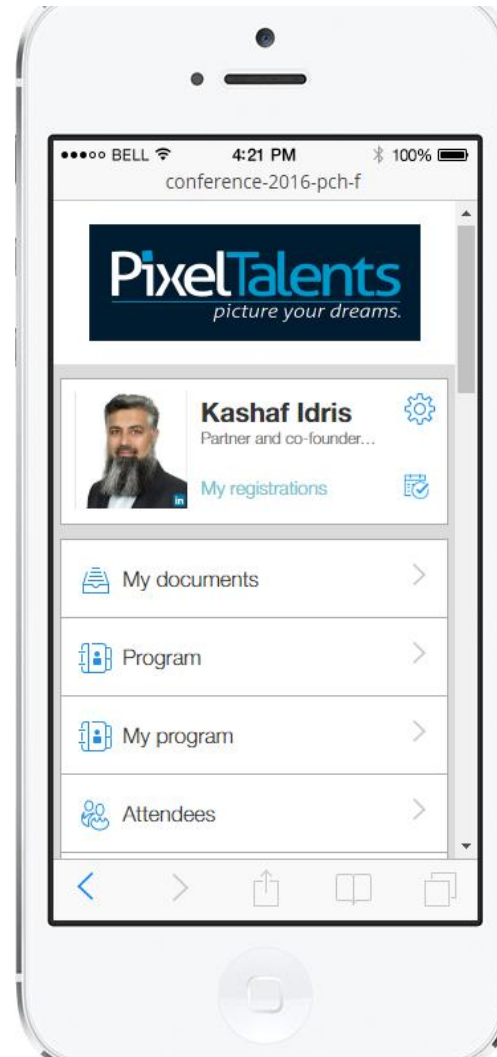 BELL 4:21 PM 100%
conference-2016-pch-f
PixelTalents
picture your dreams.
Kashaf Idris
Partner and co-founder...
My registrations
in
My documents
Program
My program
Attendees